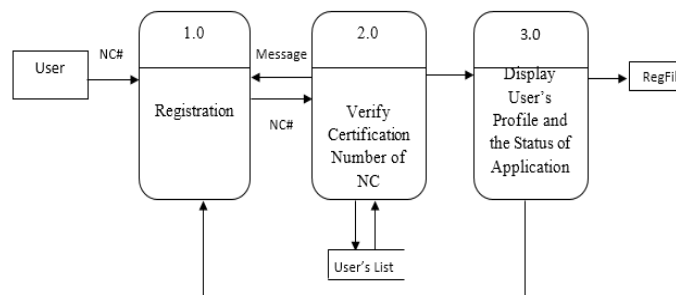 1.0
2.0
3.0
User
NC#
Message
Registration
NC#
Verify
Certification
Number of
NC
Display
User's
Profile and
the Status of
Application
RegFil
User's List